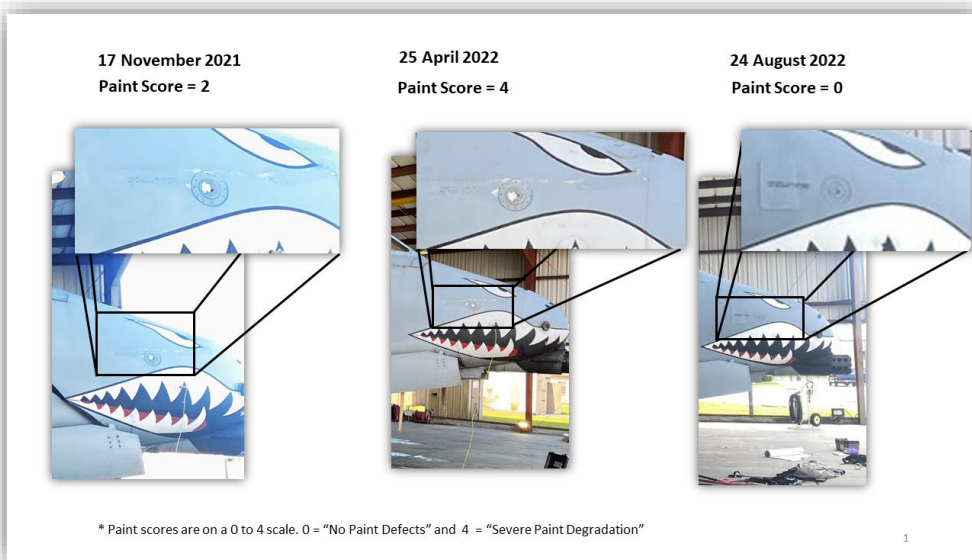 17 November 2021
Paint Score = 2
25 April 2022
Paint Score = 4
24 August 2022
Paint Score = 0
* Paint scores are on a 0 to 4 scale. 0 = “No Paint Defects” and 4 = “Severe Paint Degradation”
1